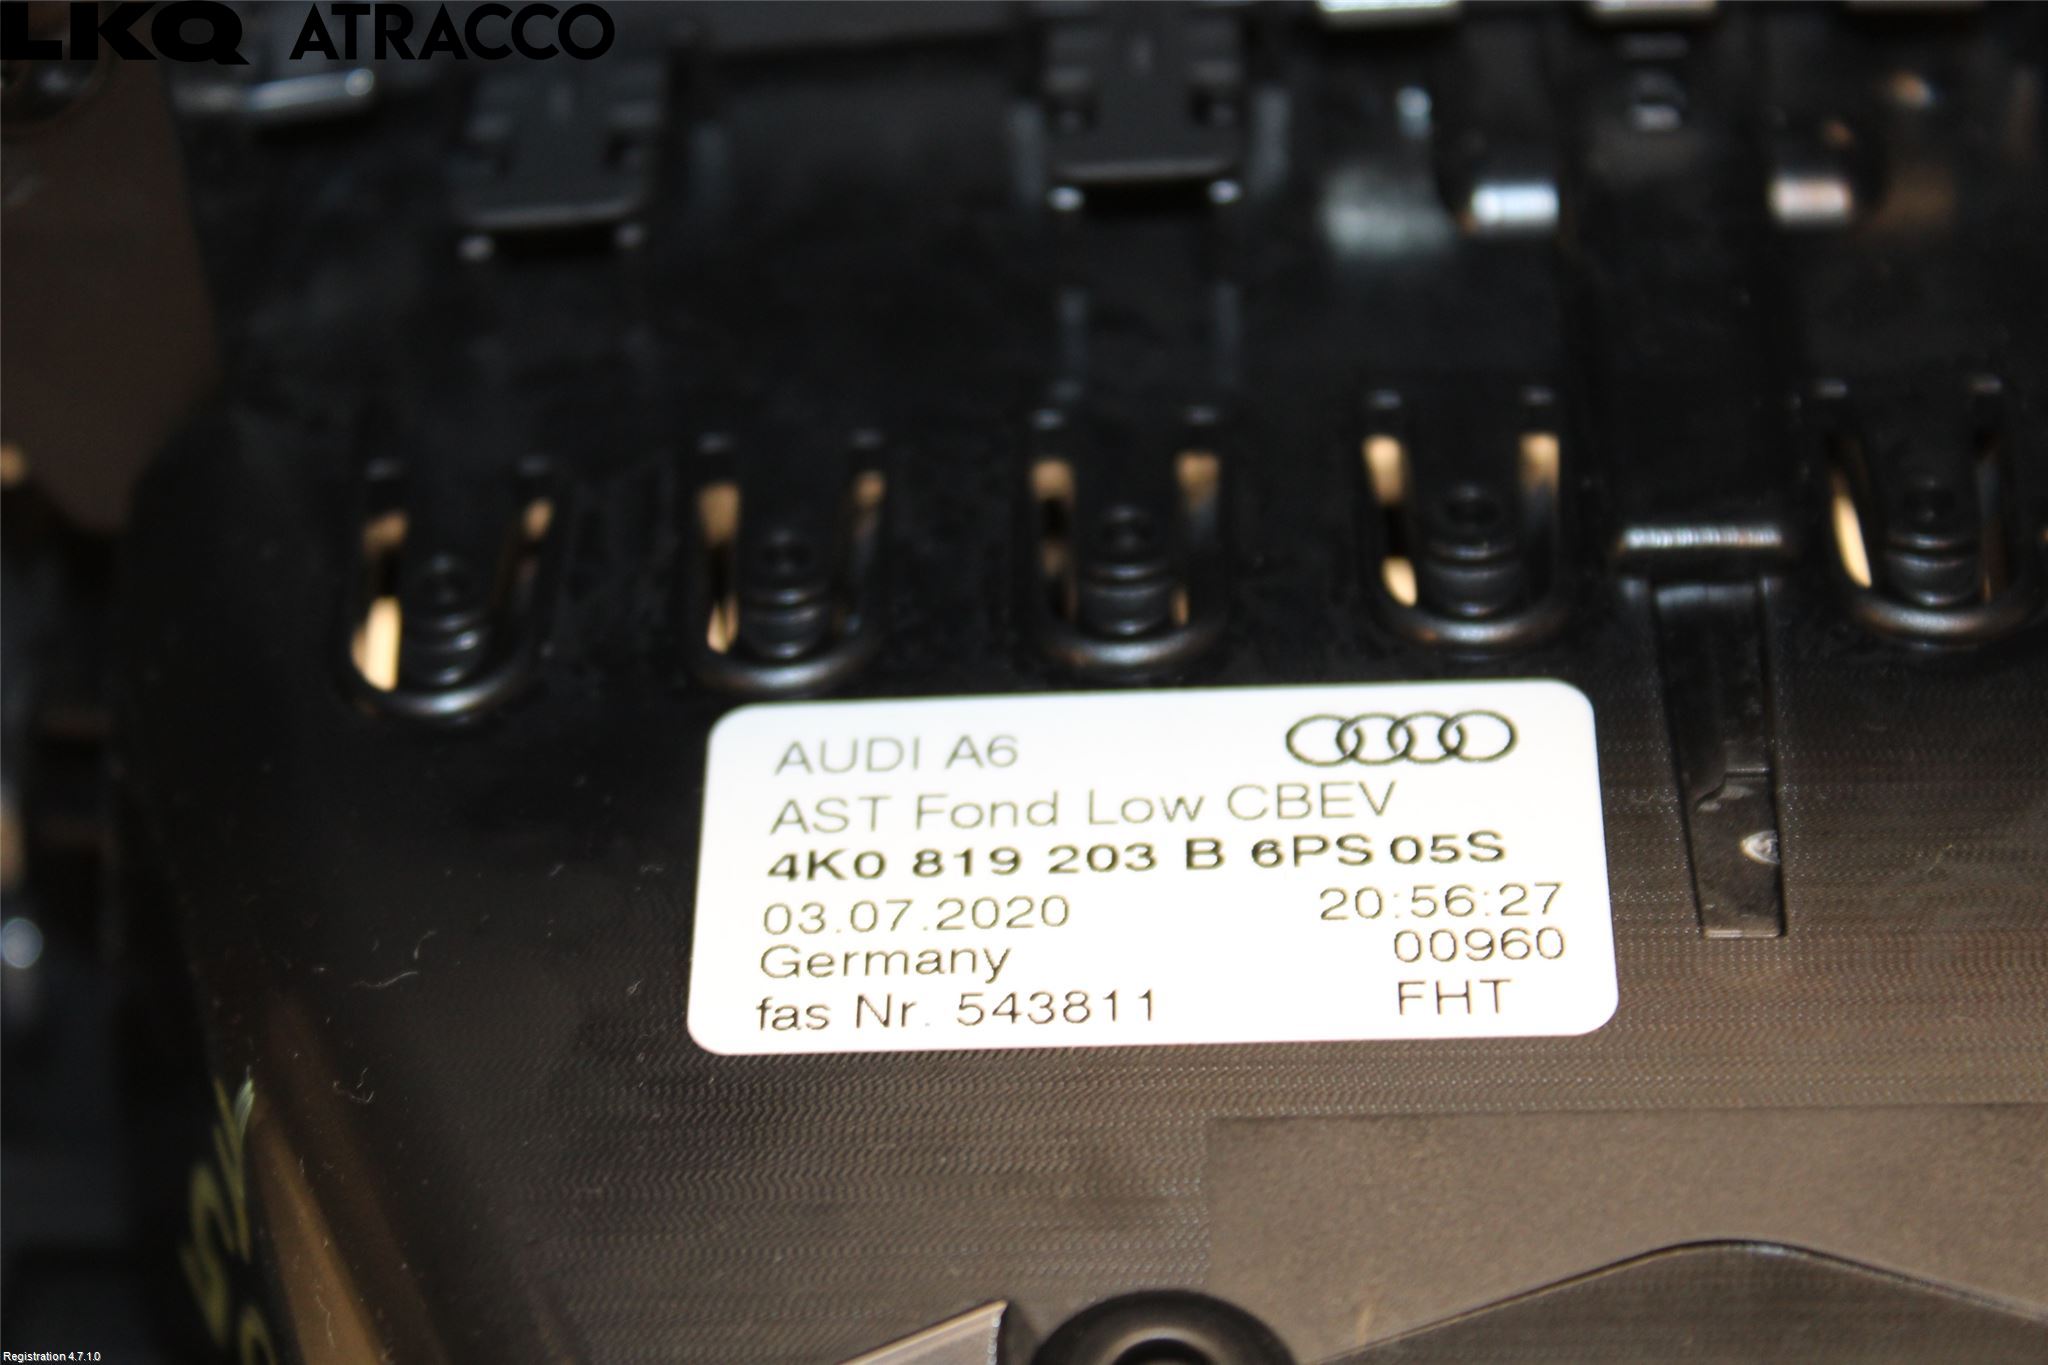 LKQ ATRACCO
AUDI A6
AST Fond Low CBEV
4K0 819 203 B 6PS 05S
03.07.2020 20:56:27
Germany 00960
fas Nr. 543811 FHT
Registration 4.7.1.0